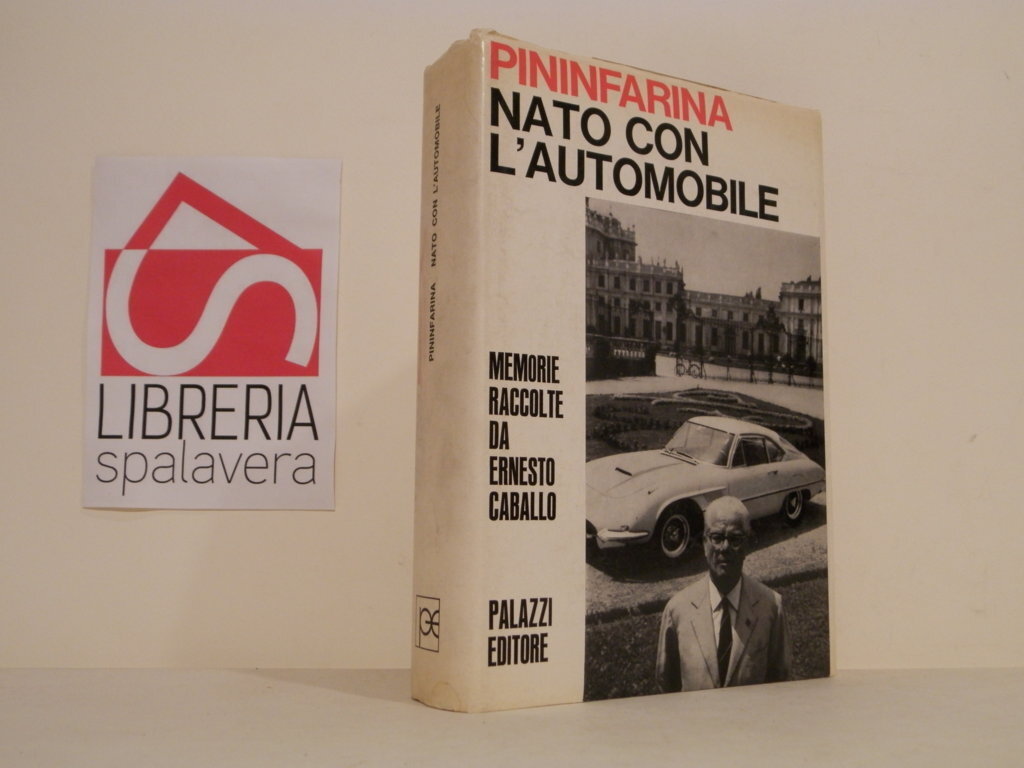 LIBRERIA
spalavera
PININFARINA NATO CON L'AUTOMOBILE
PININFARINA
NATO CON
L'AUTOMOBILE
MEMORIE
RACCOLTE
DA
ERNESTO
CABALLO
PALAZZI
EDITORE